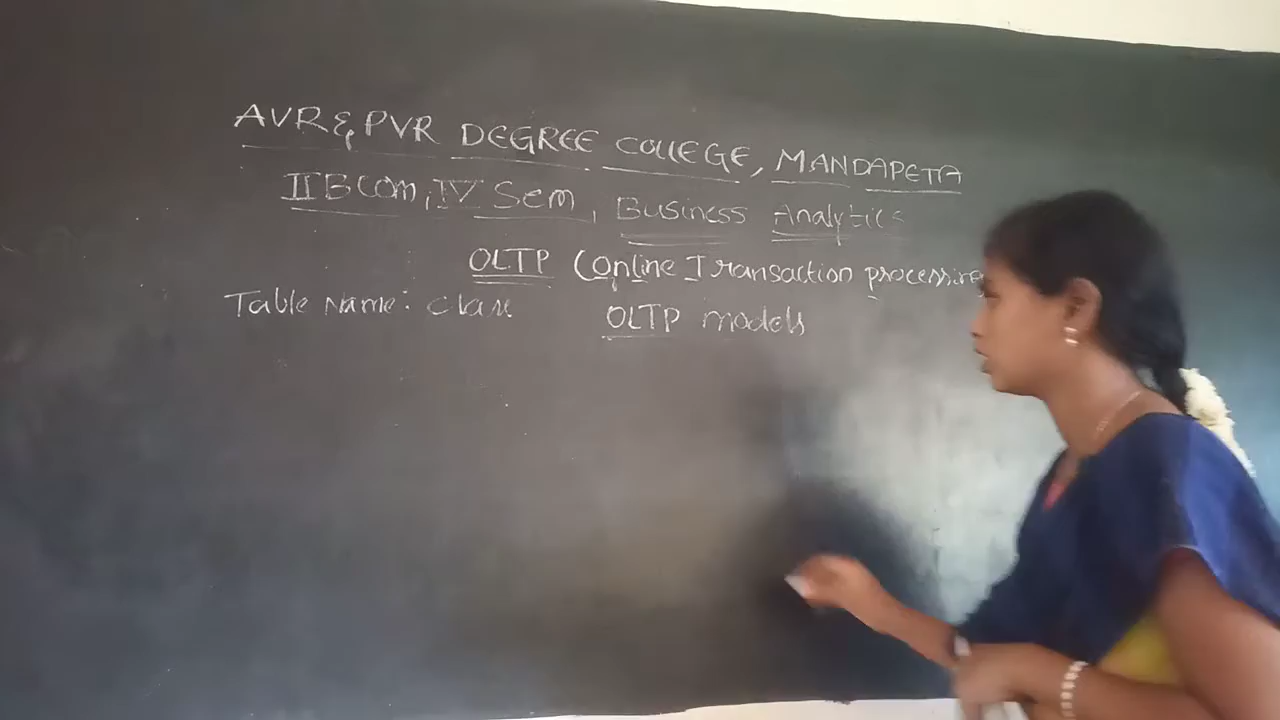 AVR & PVR DEGREE COLLEGE, MANDAPETA
II BCom, IV Sem, Business Analytics
OLTP (Online Transaction processing
Table Name: Class OLTP models